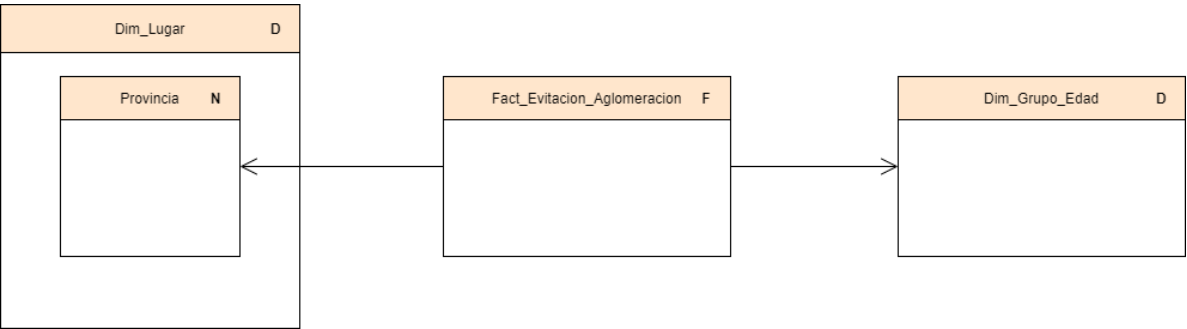 Dim_Lugar D
Provincia N
Fact_Evitacion_Aglomeracion F
Dim_Grupo_Edad D